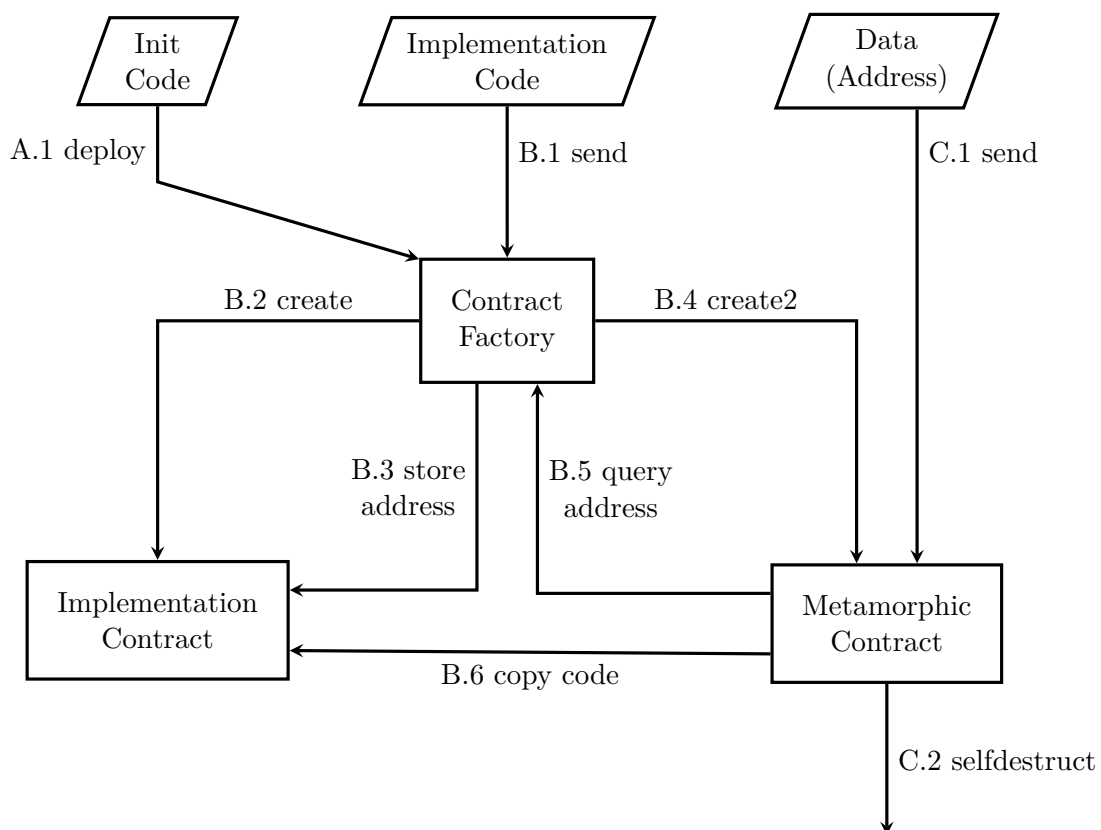 Init
Code
Implementation
Code
Data
(Address)
A.1 deploy
B.1 send
C.1 send
B.2 create
Contract
Factory
B.4 create2
B.3 store
address
B.5 query
address
Implementation
Contract
Metamorphic
Contract
B.6 copy code
C.2 selfdestruct